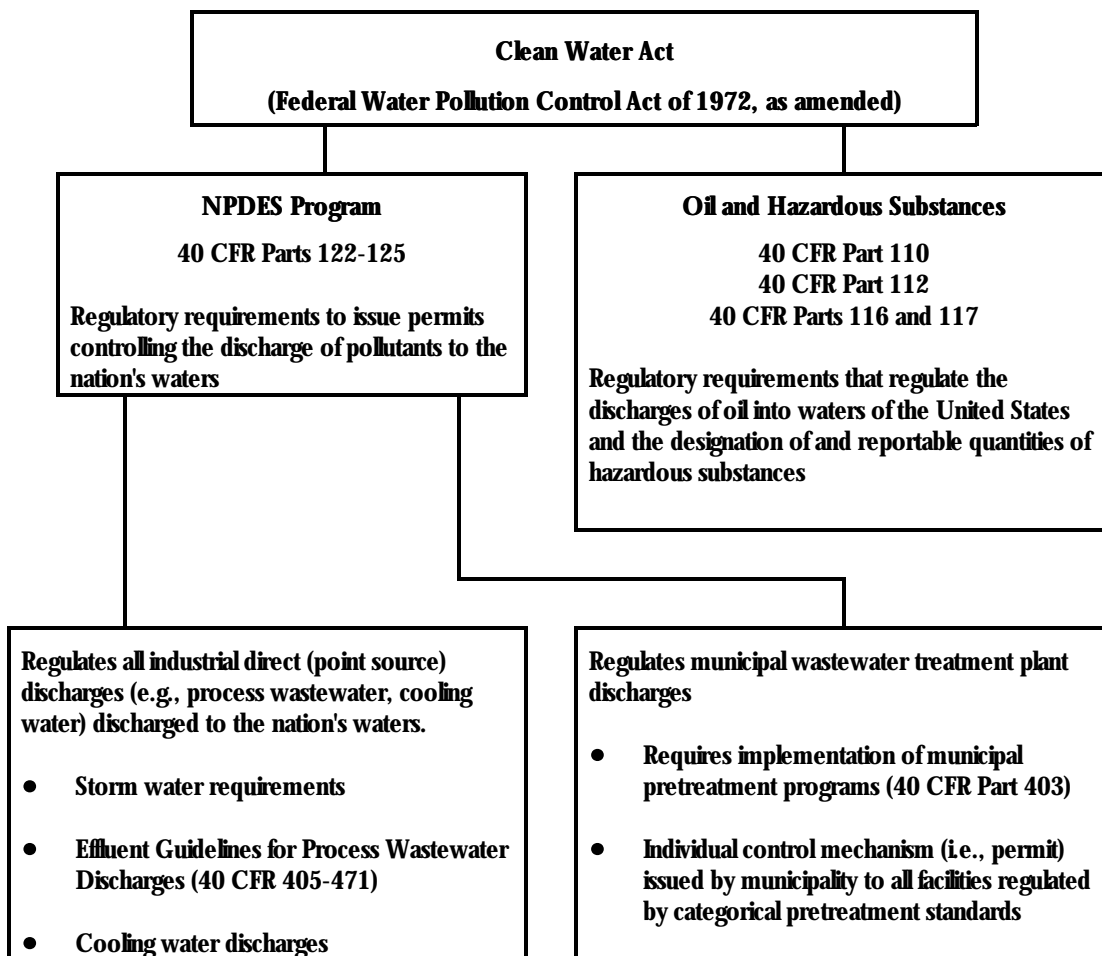 Clean Water Act
(Federal Water Pollution Control Act of 1972, as amended)
NPDES Program
40 CFR Parts 122-125
Regulatory requirements to issue permits
controlling the discharge of pollutants to the
nation's waters
Oil and Hazardous Substances
40 CFR Part 110
40 CFR Part 112
40 CFR Parts 116 and 117
Regulatory requirements that regulate the
discharges of oil into waters of the United States
and the designation of and reportable quantities of
hazardous substances
Regulates all industrial direct (point source)
discharges (e.g., process wastewater, cooling
water) discharged to the nation's waters.
● Storm water requirements
● Effluent Guidelines for Process Wastewater
Discharges (40 CFR 405-471)
● Cooling water discharges
Regulates municipal wastewater treatment plant
discharges
● Requires implementation of municipal
pretreatment programs (40 CFR Part 403)
● Individual control mechanism (i.e., permit)
issued by municipality to all facilities regulated
by categorical pretreatment standards